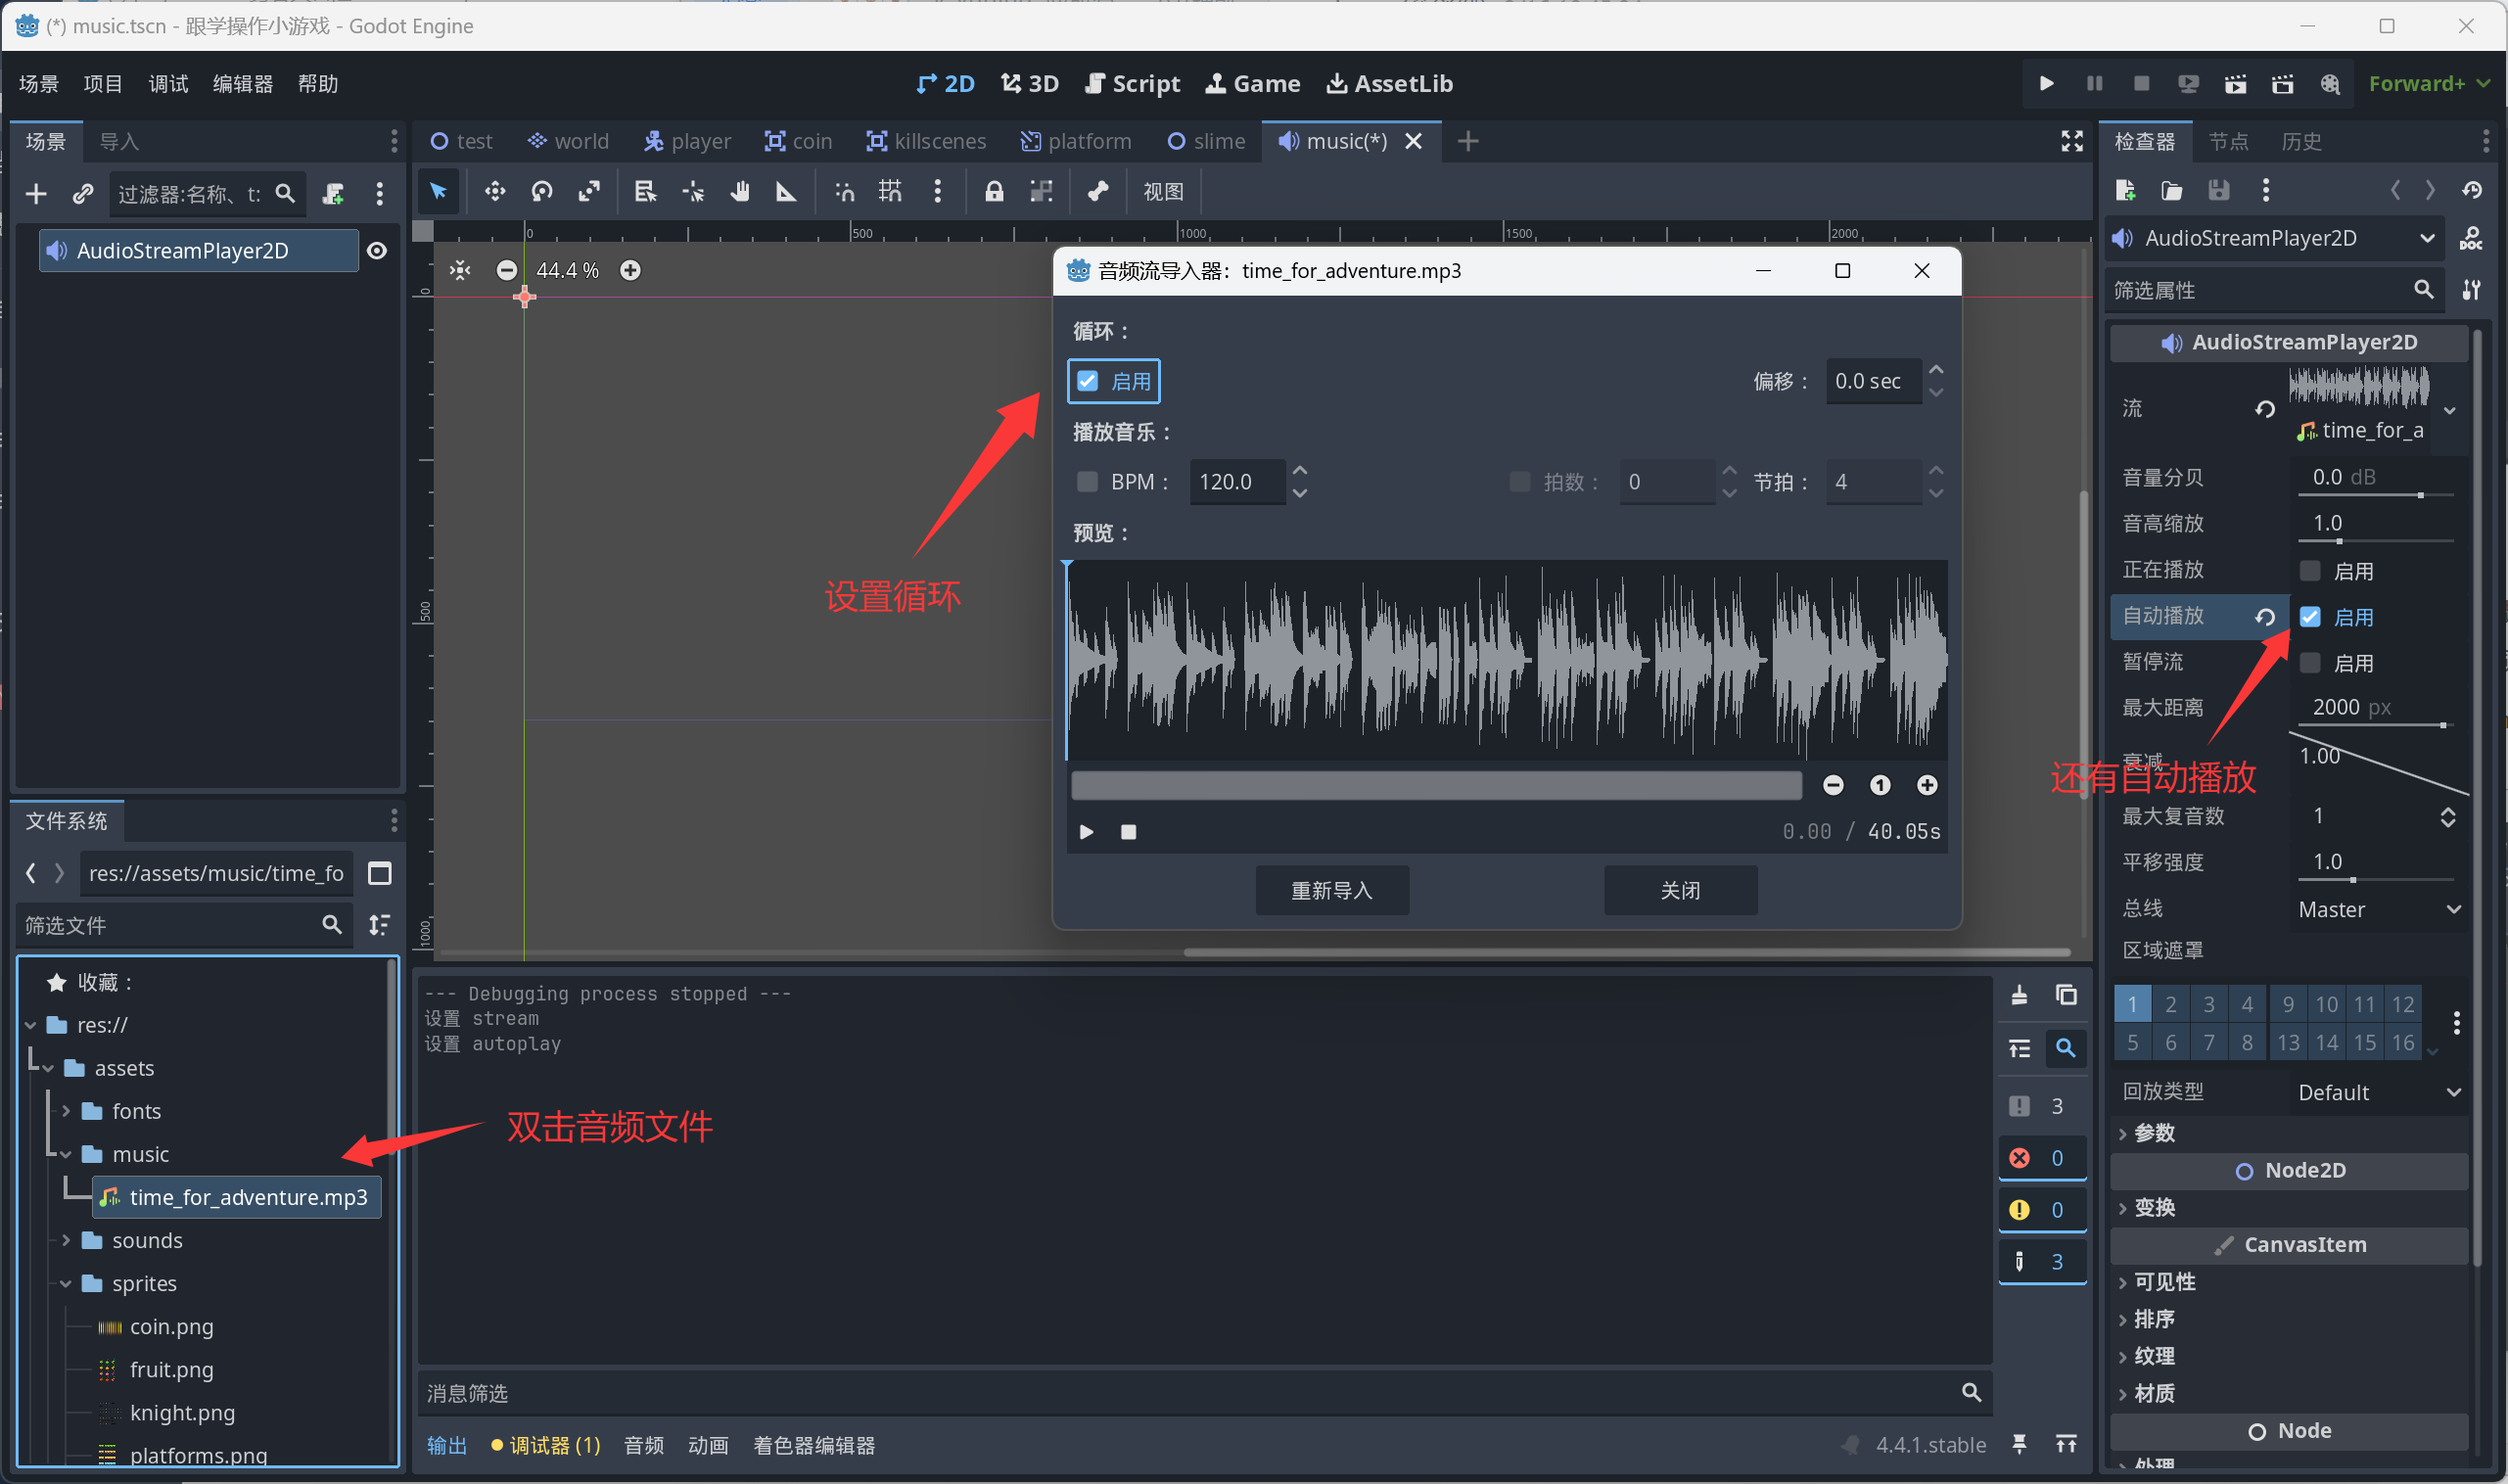 (*) music.tscn - 跟学操作小游戏 - Godot Engine
场景 项目 调试 编辑器 帮助
2D 3D Script Game AssetLib
Forward+
场景 导入
过滤器:名称、t:
AudioStreamPlayer2D
test world player coin killscenes platform slime music(*)
视图
0 500 1000 1500 2000
44.4 %
0
500
1000
音频流导入器：time_for_adventure.mp3
循环：
启用
偏移： 0.0 sec
播放音乐：
BPM： 120.0
拍数： 0 节拍： 4
预览：
1
0.00 / 40.05s
重新导入 关闭
设置循环
还有自动播放
双击音频文件
检查器 节点 历史
AudioStreamPlayer2D
DOC
筛选属性
AudioStreamPlayer2D
流
time_for_a
音量分贝 0.0 dB
音高缩放 1.0
正在播放 启用
自动播放 启用
暂停流 启用
最大距离 2000 px
衰减 1.00
最大复音数 1
平移强度 1.0
总线 Master
区域遮罩
1 2 3 4 9 10 11 12
5 6 7 8 13 14 15 16
回放类型 Default
参数
Node2D
变换
CanvasItem
可见性
排序
纹理
材质
Node
处理
文件系统
res://assets/music/time_fo
筛选文件
收藏：
res://
assets
fonts
music
time_for_adventure.mp3
sounds
sprites
coin.png
fruit.png
knight.png
platforms.png
--- Debugging process stopped ---
设置 stream
设置 autoplay
3
0
0
3
消息筛选
输出 调试器 (1) 音频 动画 着色器编辑器
4.4.1.stable